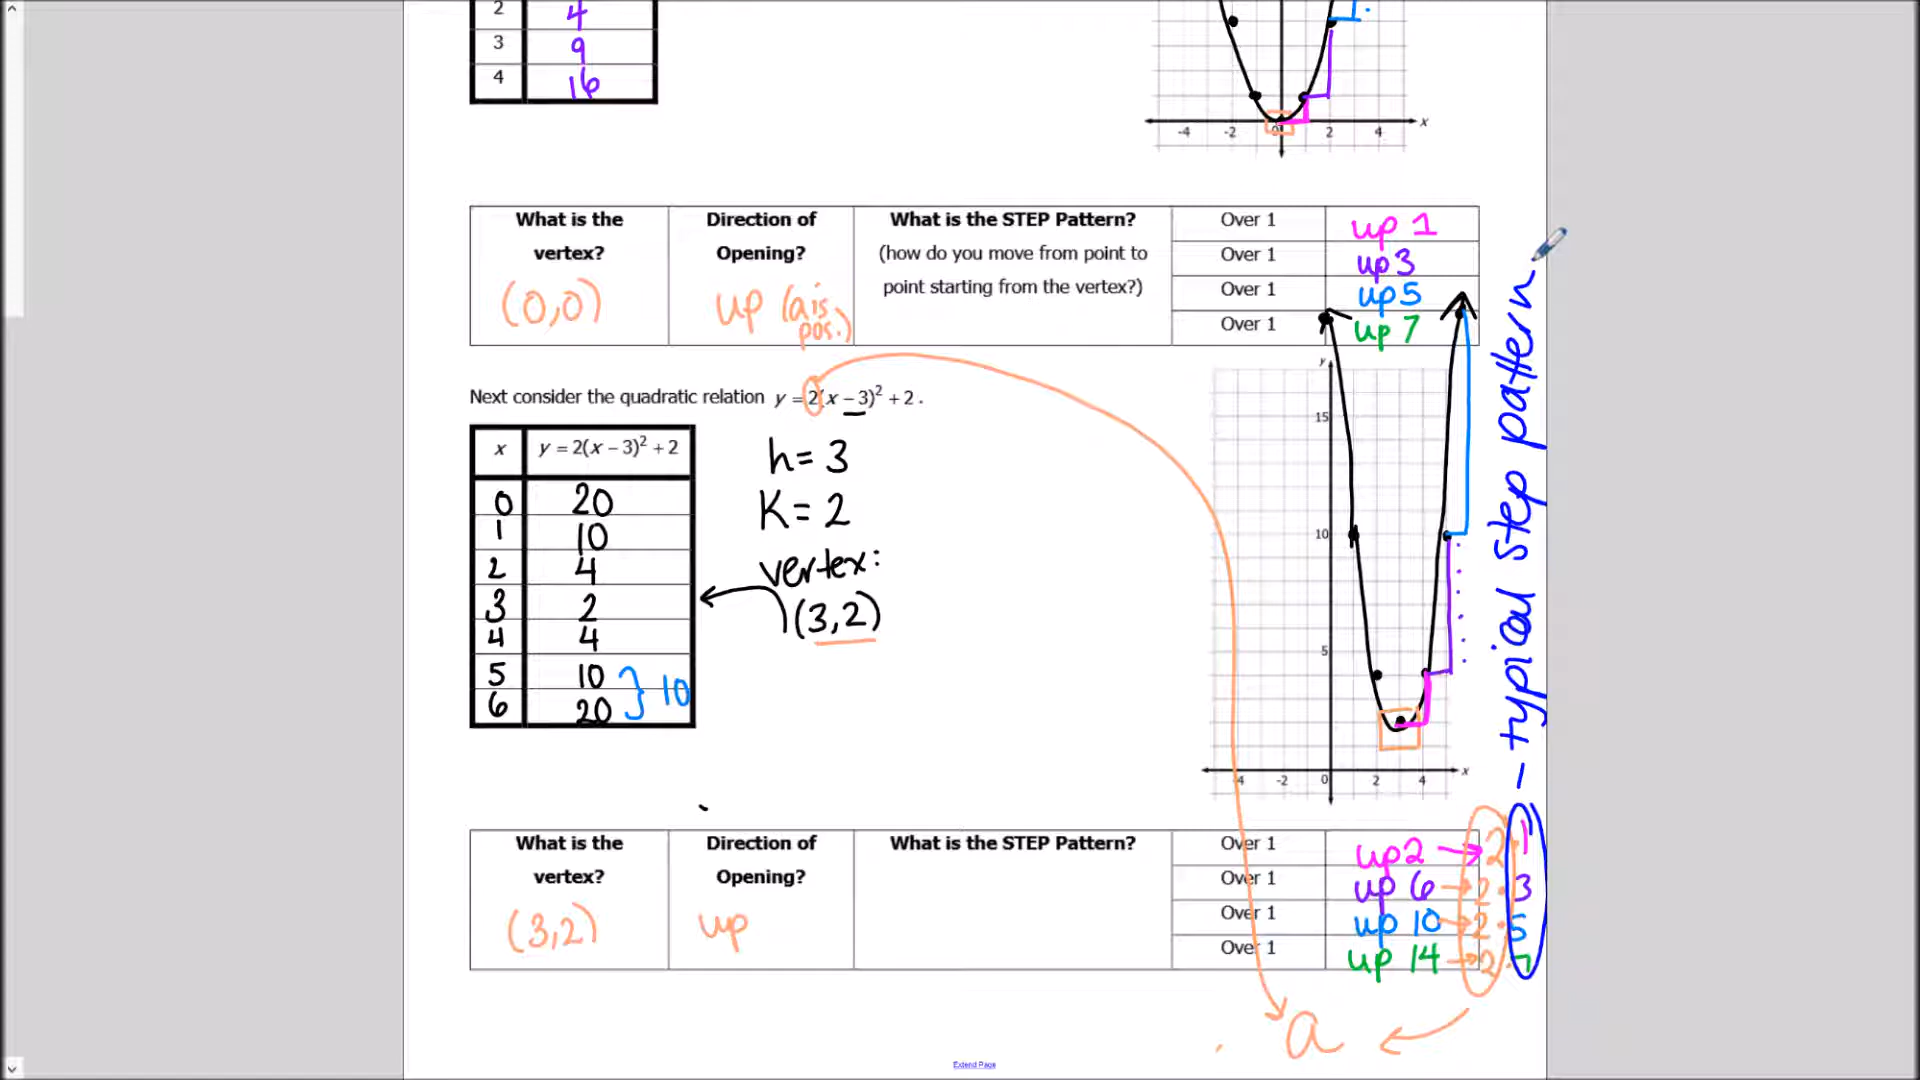 2 4
3 9
4 16
1.
-4 -2 0 2 4 x
What is the vertex?
(0,0)
Direction of Opening?
up (a is pos.)
What is the STEP Pattern?
(how do you move from point to
point starting from the vertex?)
Over 1 up 1
Over 1 up 3
Over 1 up 5
Over 1 up 7
Next consider the quadratic relation y = 2(x – 3)² + 2 .
x y = 2(x – 3)² + 2
0 20
1 10
2 4
3 2
4 4
5 10
6 20
} 10
h = 3
K = 2
vertex:
(3,2)
y
15
10
5
-4 -2 0 2 4 x
- typical step pattern
What is the vertex?
(3,2)
Direction of Opening?
up
What is the STEP Pattern?
Over 1 up 2 → 2 · 1
Over 1 up 6 → 2 · 3
Over 1 up 10 → 2 · 5
Over 1 up 14 → 2 · 7
a
Extend Page